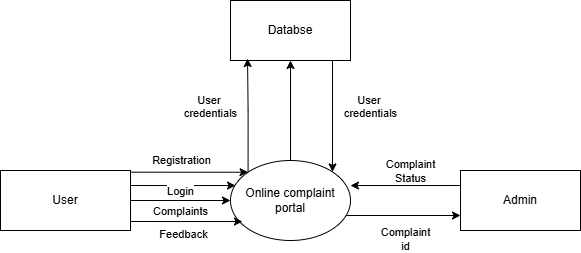 Databse
User
credentials
User
credentials
Registration
Complaint
Status
User
Login
Online complaint
portal
Admin
Complaints
Feedback
Complaint
id